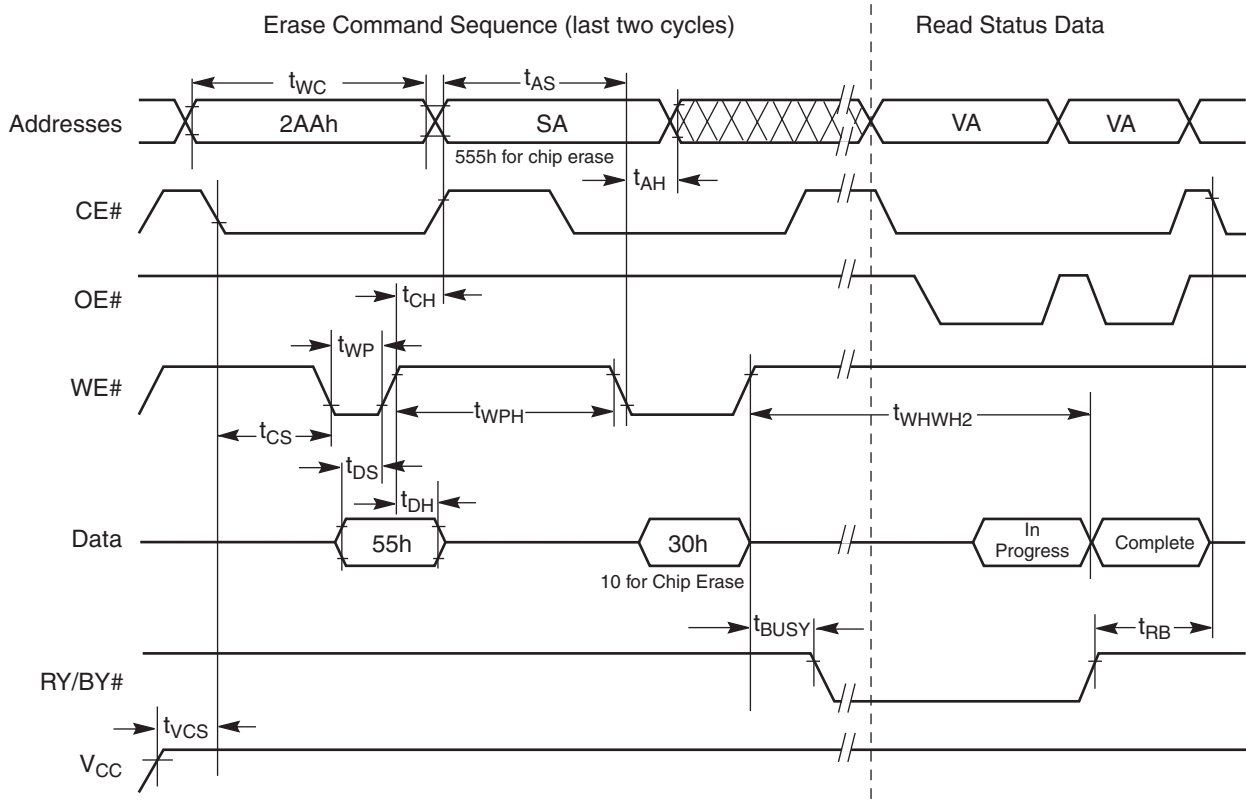 Erase Command Sequence (last two cycles)
Read Status Data
tWC
tAS
Addresses
2AAh
SA
VA
VA
555h for chip erase
tAH
CE#
OE#
tCH
tWP
WE#
tWPH
tWHWH2
tCS
tDS
tDH
Data
55h
30h
In
Progress
Complete
10 for Chip Erase
tBUSY
tRB
RY/BY#
tVCS
VCC